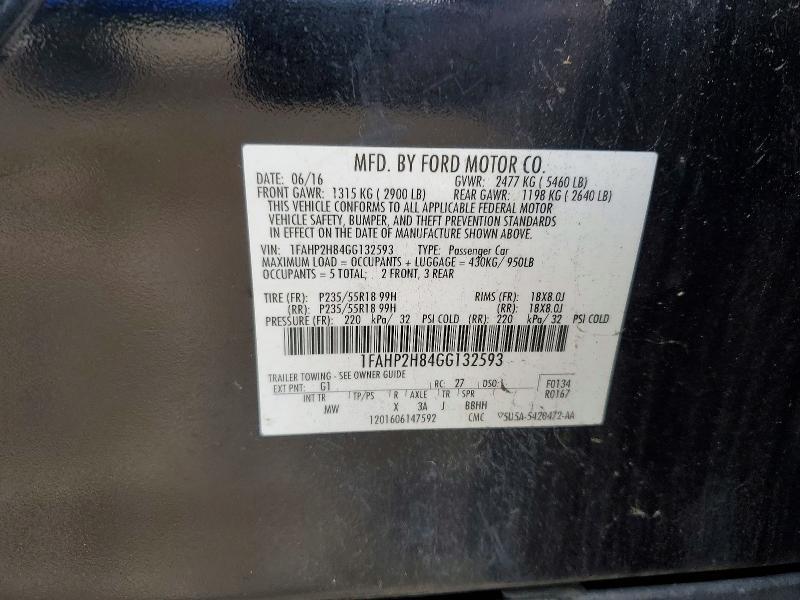 MFD. BY FORD MOTOR CO.
DATE: 06/16 GVWR: 2477 KG ( 5460 LB)
FRONT GAWR: 1315 KG ( 2900 LB) REAR GAWR: 1198 KG ( 2640 LB)
THIS VEHICLE CONFORMS TO ALL APPLICABLE FEDERAL MOTOR
VEHICLE SAFETY, BUMPER, AND THEFT PREVENTION STANDARDS
IN EFFECT ON THE DATE OF MANUFACTURE SHOWN ABOVE.
VIN: 1FAHP2H84GG132593 TYPE: Passenger Car
MAXIMUM LOAD = OCCUPANTS + LUGGAGE = 430KG/ 950LB
OCCUPANTS = 5 TOTAL; 2 FRONT, 3 REAR
TIRE (FR): P235/55R18 99H RIMS (FR): 18X8.0J
(RR): P235/55R18 99H (RR): 18X8.0J
PRESSURE (FR): 220 kPa/ 32 PSI COLD (RR): 220 kPa/ 32 PSI COLD
1FAHP2H84GG132593
TRAILER TOWING - SEE OWNER GUIDE
EXT PNT: G1 RC: 27 DSO: F0134
INT TR TP/PS R AXLE TR SPR R0167
MW X 3A J BBHH
1201606147592 CMC